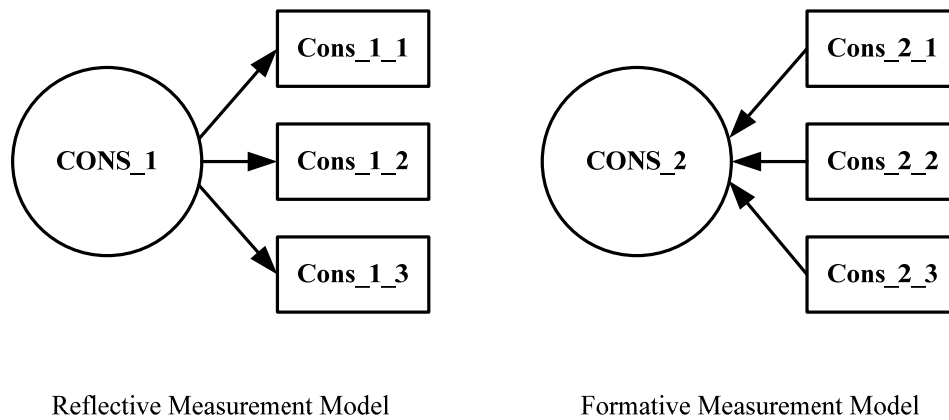 CONS_1
Cons_1_1
Cons_1_2
Cons_1_3
Reflective Measurement Model
CONS_2
Cons_2_1
Cons_2_2
Cons_2_3
Formative Measurement Model